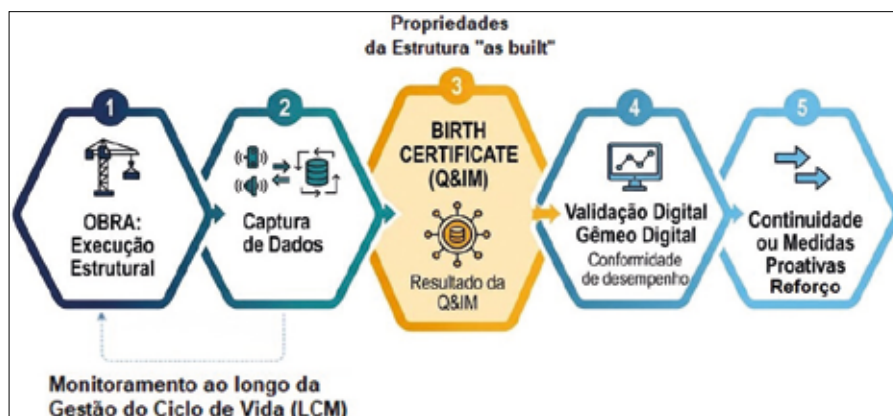 Propriedades
da Estrutura "as built"
1
OBRA:
Execução
Estrutural
2
Captura
de Dados
3
BIRTH
CERTIFICATE
(Q&IM)
Resultado da
Q&IM
4
Validação Digital
Gêmeo Digital
Conformidade
de desempenho
5
Continuidade
ou Medidas
Proativas
Reforço
Monitoramento ao longo da
Gestão do Ciclo de Vida (LCM)